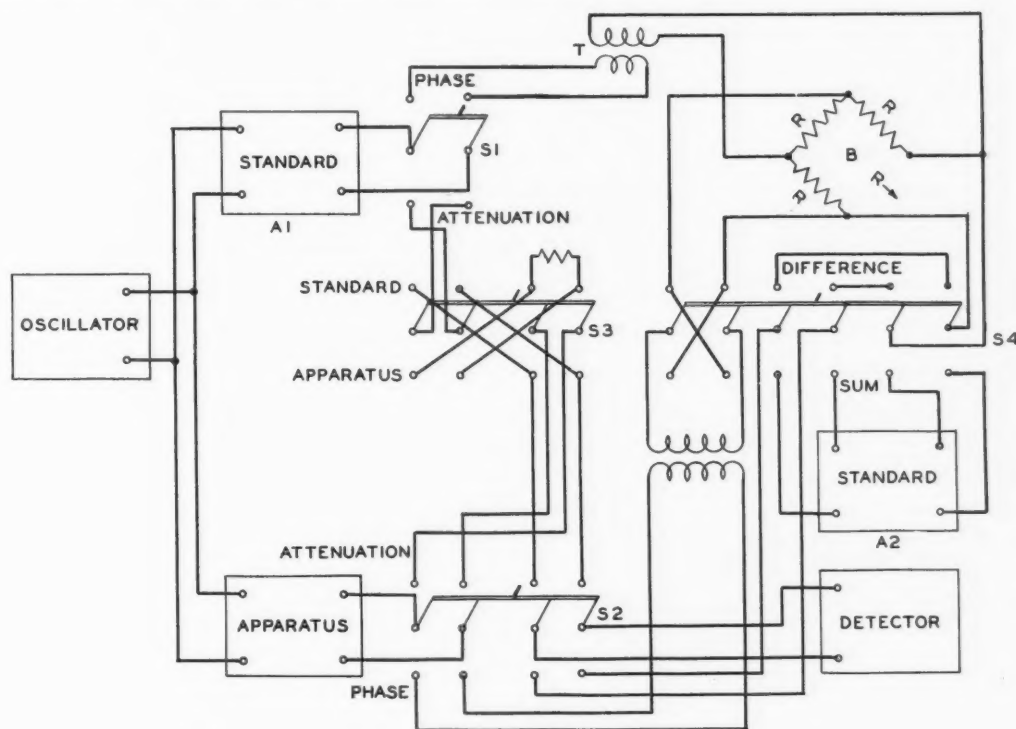 T
PHASE
R
R
STANDARD
S1
B
R
R
A1
ATTENUATION
DIFFERENCE
STANDARD
OSCILLATOR
S3
S4
APPARATUS
SUM
STANDARD
ATTENUATION
A2
S2
APPARATUS
DETECTOR
PHASE